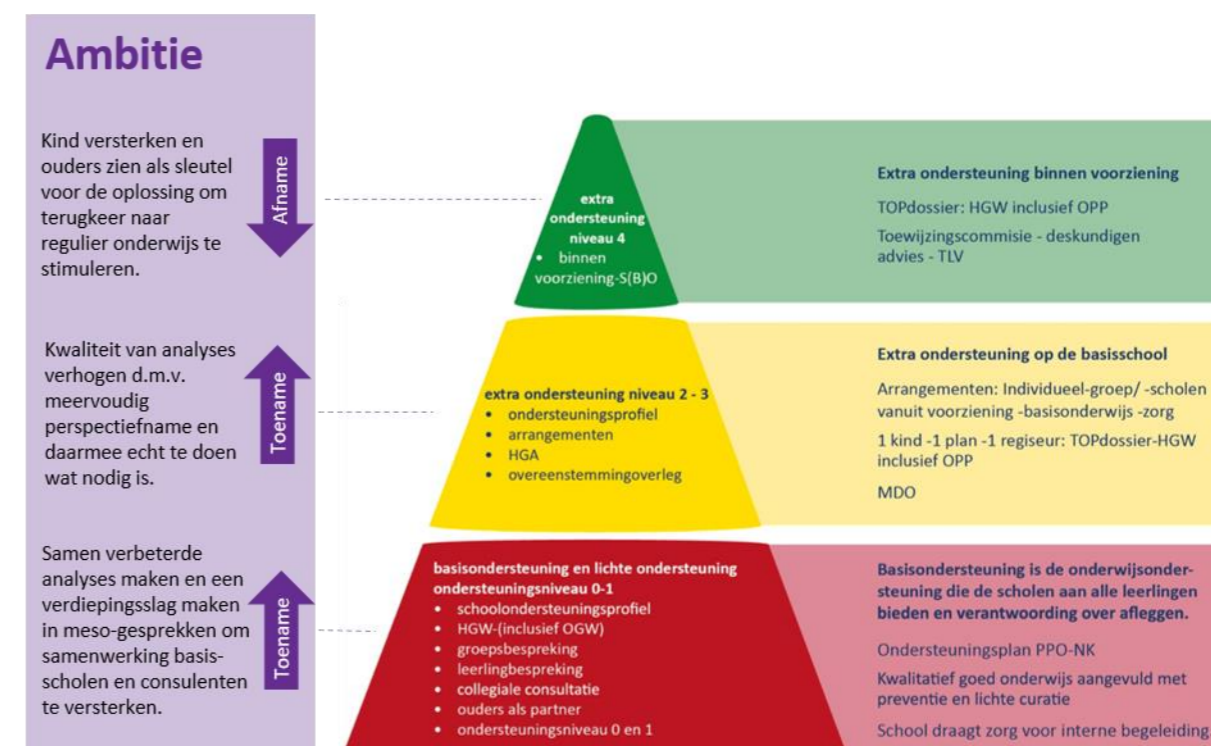 Ambitie
Kind versterken en
ouders zien als sleutel
voor de oplossing om
terugkeer naar
regulier onderwijs te
stimuleren.
Afname
Kwaliteit van analyses
verhogen d.m.v.
meervoudig
perspectiefname en
daarmee echt te doen
wat nodig is.
Toename
Samen verbeterde
analyses maken en een
verdiepingsslag maken
in meso-gesprekken om
samenwerking basis-
scholen en consulenten
te versterken.
Toename
extra
ondersteuning
niveau 4
• binnen
voorziening-S(B)O
extra ondersteuning niveau 2 - 3
• ondersteuningsprofiel
• arrangementen
• HGA
• overeenstemmingoverleg
basisondersteuning en lichte ondersteuning
ondersteuningsniveau 0-1
• schoolondersteuningsprofiel
• HGW-(inclusief OGW)
• groepsbespreking
• leerlingbespreking
• collegiale consultatie
• ouders als partner
• ondersteuningsniveau 0 en 1
Extra ondersteuning binnen voorziening
TOPdossier: HGW inclusief OPP
Toewijzingscommisie - deskundigen
advies - TLV
Extra ondersteuning op de basisschool
Arrangementen: Individueel-groep/ -scholen
vanuit voorziening -basisonderwijs -zorg
1 kind -1 plan -1 regiseur: TOPdossier-HGW
inclusief OPP
MDO
Basisondersteuning is de onderwijsonder-
steuning die de scholen aan alle leerlingen
bieden en verantwoording over afleggen.
Ondersteuningsplan PPO-NK
Kwalitatief goed onderwijs aangevuld met
preventie en lichte curatie
School draagt zorg voor interne begeleiding